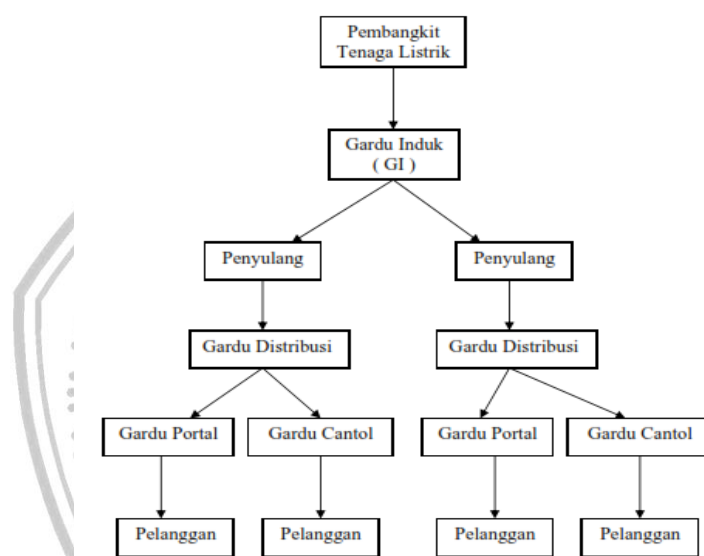 Pembangkit
Tenaga Listrik
Gardu Induk
( GI )
Penyulang
Penyulang
Gardu Distribusi
Gardu Distribusi
Gardu Portal
Gardu Cantol
Gardu Portal
Gardu Cantol
Pelanggan
Pelanggan
Pelanggan
Pelanggan